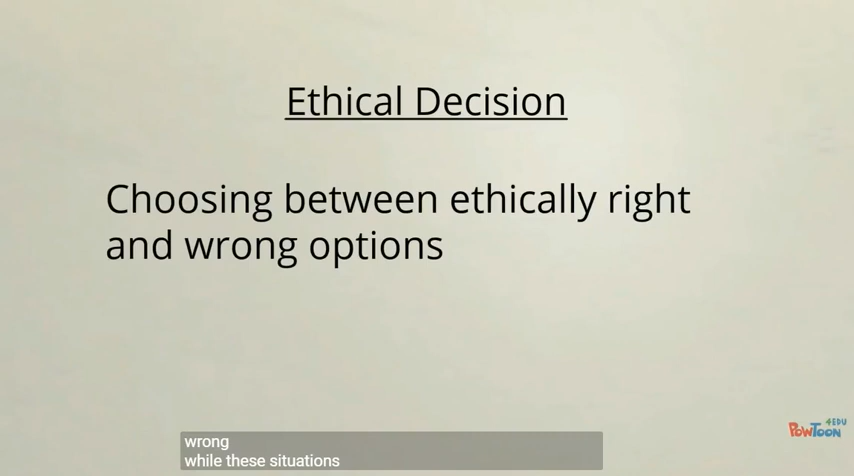 Ethical Decision
Choosing between ethically right
and wrong options
4EDU
POWTOON
wrong
while these situations